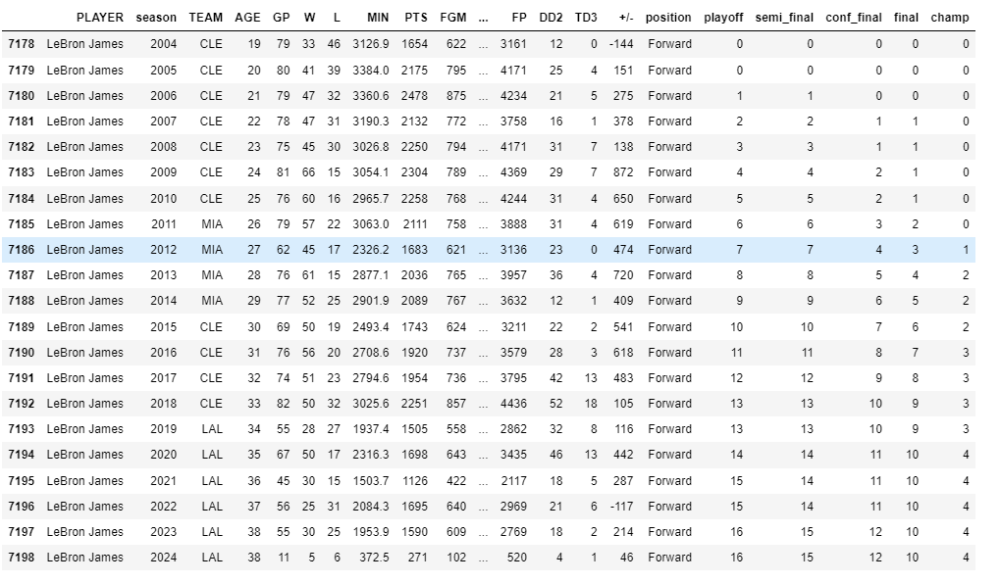 PLAYER season TEAM AGE GP W L MIN PTS FGM ... FP DD2 TD3 +/- position playoff semi_final conf_final final champ
7178 LeBron James 2004 CLE 19 79 33 46 3126.9 1654 622 ... 3161 12 0 -144 Forward 0 0 0 0 0
7179 LeBron James 2005 CLE 20 80 41 39 3384.0 2175 795 ... 4171 25 4 151 Forward 0 0 0 0 0
7180 LeBron James 2006 CLE 21 79 47 32 3360.6 2478 875 ... 4234 21 5 275 Forward 1 1 0 0 0
7181 LeBron James 2007 CLE 22 78 47 31 3190.3 2132 772 ... 3758 16 1 378 Forward 2 2 1 1 0
7182 LeBron James 2008 CLE 23 75 45 30 3026.8 2250 794 ... 4171 31 7 138 Forward 3 3 1 1 0
7183 LeBron James 2009 CLE 24 81 66 15 3054.1 2304 789 ... 4369 29 7 872 Forward 4 4 2 1 0
7184 LeBron James 2010 CLE 25 76 60 16 2965.7 2258 768 ... 4244 31 4 650 Forward 5 5 2 1 0
7185 LeBron James 2011 MIA 26 79 57 22 3063.0 2111 758 ... 3888 31 4 619 Forward 6 6 3 2 0
7186 LeBron James 2012 MIA 27 62 45 17 2326.2 1683 621 ... 3136 23 0 474 Forward 7 7 4 3 1
7187 LeBron James 2013 MIA 28 76 61 15 2877.1 2036 765 ... 3957 36 4 720 Forward 8 8 5 4 2
7188 LeBron James 2014 MIA 29 77 52 25 2901.9 2089 767 ... 3632 12 1 409 Forward 9 9 6 5 2
7189 LeBron James 2015 CLE 30 69 50 19 2493.4 1743 624 ... 3211 22 2 541 Forward 10 10 7 6 2
7190 LeBron James 2016 CLE 31 76 56 20 2708.6 1920 737 ... 3579 28 3 618 Forward 11 11 8 7 3
7191 LeBron James 2017 CLE 32 74 51 23 2794.6 1954 736 ... 3795 42 13 483 Forward 12 12 9 8 3
7192 LeBron James 2018 CLE 33 82 50 32 3025.6 2251 857 ... 4436 52 18 105 Forward 13 13 10 9 3
7193 LeBron James 2019 LAL 34 55 28 27 1937.4 1505 558 ... 2862 32 8 116 Forward 13 13 10 9 3
7194 LeBron James 2020 LAL 35 67 50 17 2316.3 1698 643 ... 3435 46 13 442 Forward 14 14 11 10 4
7195 LeBron James 2021 LAL 36 45 30 15 1503.7 1126 422 ... 2117 18 5 287 Forward 15 14 11 10 4
7196 LeBron James 2022 LAL 37 56 25 31 2084.3 1695 640 ... 2969 21 6 -117 Forward 15 14 11 10 4
7197 LeBron James 2023 LAL 38 55 30 25 1953.9 1590 609 ... 2769 18 2 214 Forward 16 15 12 10 4
7198 LeBron James 2024 LAL 38 11 5 6 372.5 271 102 ... 520 4 1 46 Forward 16 15 12 10 4